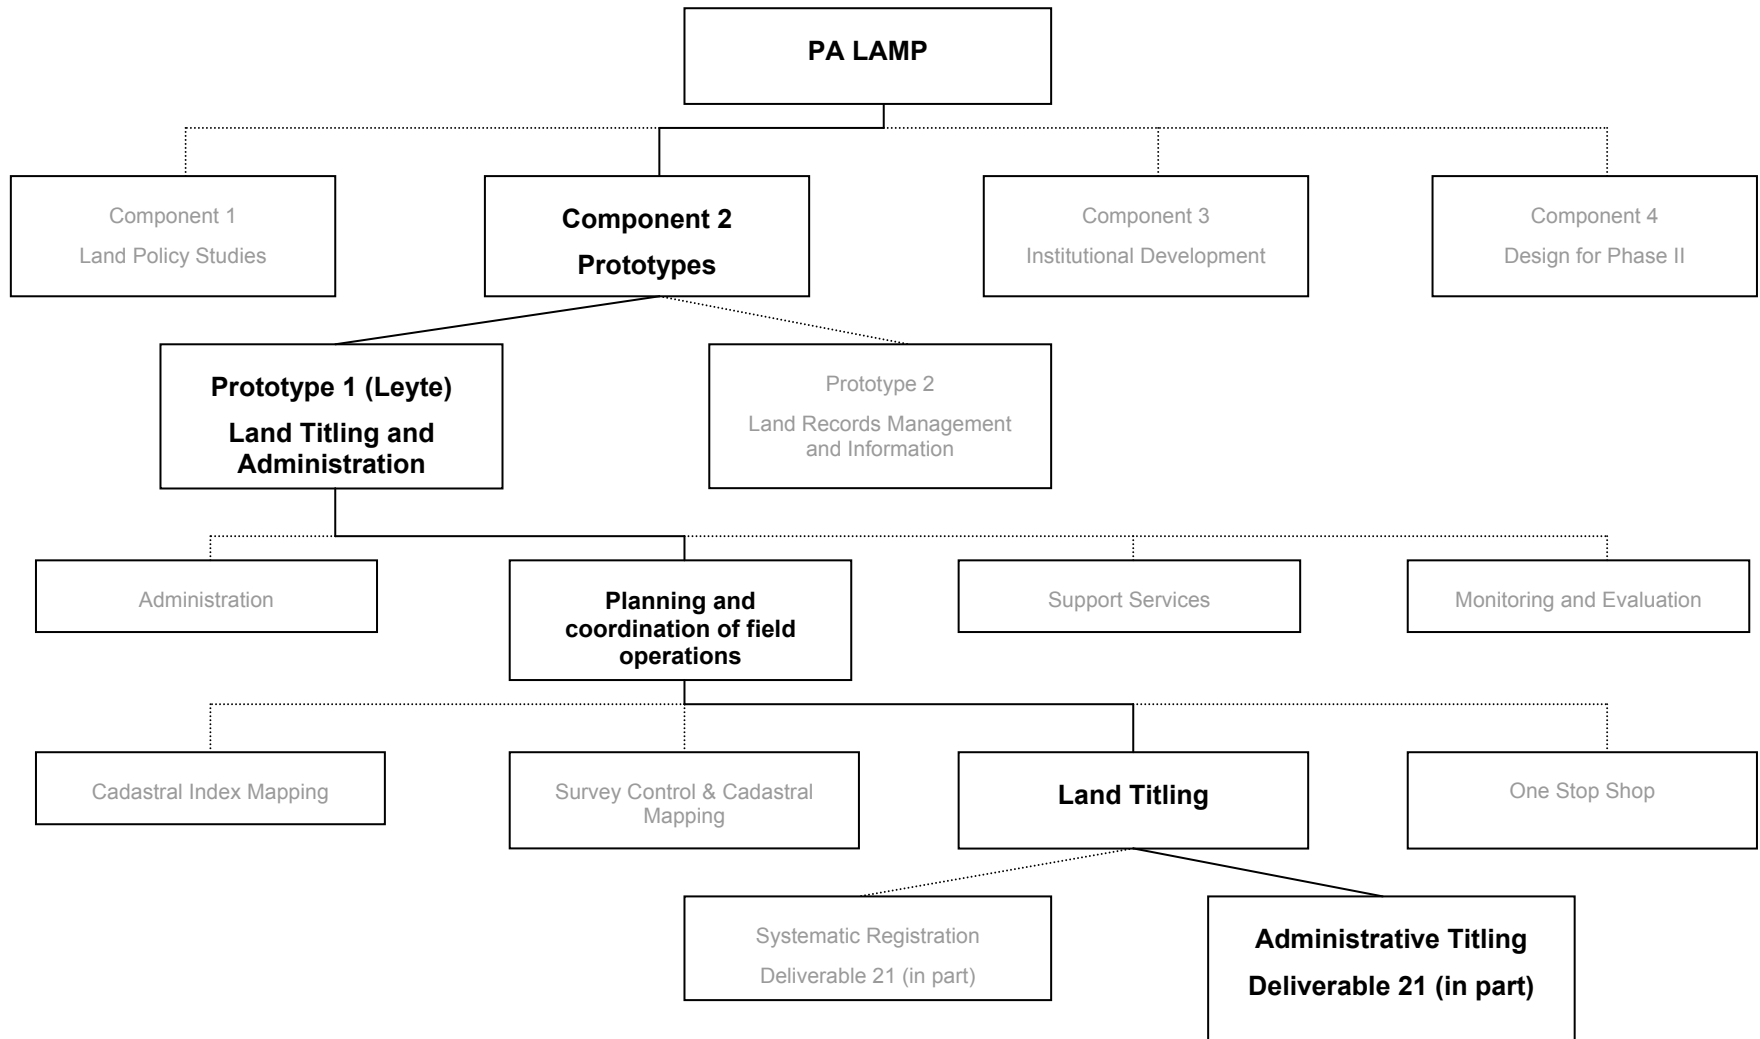 PA LAMP
Component 1
Land Policy Studies
Component 2
Prototypes
Component 3
Institutional Development
Component 4
Design for Phase II
Prototype 1 (Leyte)
Land Titling and
Administration
Prototype 2
Land Records Management
and Information
Administration
Planning and
coordination of field
operations
Support Services
Monitoring and Evaluation
Cadastral Index Mapping
Survey Control & Cadastral
Mapping
Land Titling
One Stop Shop
Systematic Registration
Deliverable 21 (in part)
Administrative Titling
Deliverable 21 (in part)